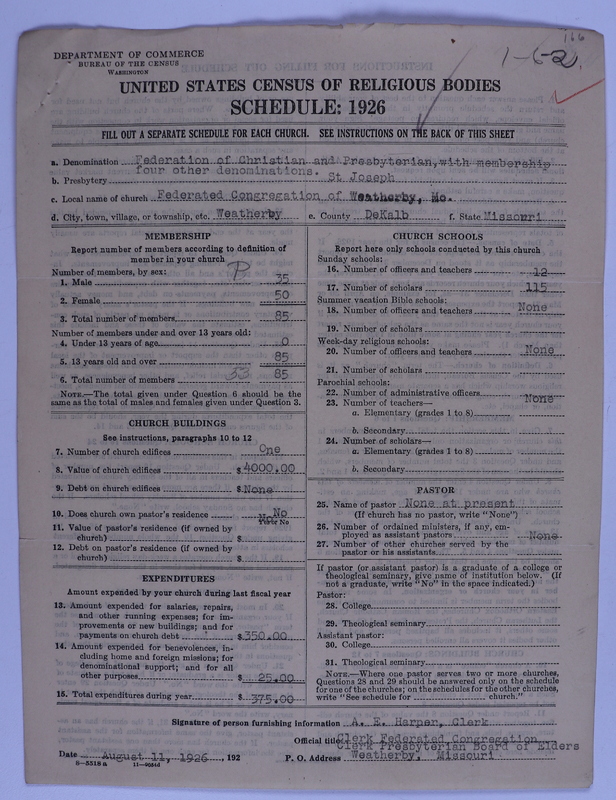 166
1-6-2.
DEPARTMENT OF COMMERCE
BUREAU OF THE CENSUS
WASHINGTON
UNITED STATES CENSUS OF RELIGIOUS BODIES
SCHEDULE: 1926
FILL OUT A SEPARATE SCHEDULE FOR EACH CHURCH. SEE INSTRUCTIONS ON THE BACK OF THIS SHEET
a. Denomination Federation of Christian and Presbyterian, with membership
four other denominations.
b. Presbytery St Joseph
c. Local name of church Federated Congregation of Weatherby, Mo.
d. City, town, village, or township, etc. Weatherby e. County DeKalb f. State Missouri
MEMBERSHIP
Report number of members according to definition of
member in your church
Number of members, by sex: P
1. Male 35
2. Female 50
3. Total number of members 85
Number of members under and over 13 years old:
4. Under 13 years of age 0
5. 13 years old and over 85
6. Total number of members 53 85
NOTE.—The total given under Question 6 should be the
same as the total of males and females given under Question 3.
CHURCH BUILDINGS
See instructions, paragraphs 10 to 12
7. Number of church edifices One
8. Value of church edifices $4000.00
9. Debt on church edifices $None
10. Does church own pastor's residence No
No
Yes or No
11. Value of pastor's residence (if owned by
church) $
12. Debt on pastor's residence (if owned by
church) $
EXPENDITURES
Amount expended by your church during last fiscal year
13. Amount expended for salaries, repairs,
and other running expenses; for im-
provements or new building; and for
payments on church debt $350.00
14. Amount expended for benevolences, in-
cluding home and foreign missions; for
denominational support; and for all
other purposes $ 25.00
15. Total expenditures during year $ 375.00
CHURCH SCHOOLS
Report here only schools conducted by this church
Sunday schools:
16. Number of officers and teachers 12
17. Number of scholars 115
Summer vacation Bible schools:
18. Number of officers and teachers None
19. Number of scholars
Week-day religious schools:
20. Number of officers and teachers None
21. Number of scholars
Parochial schools:
22. Number of administrative officers
23. Number of teachers— None
a. Elementary (grades 1 to 8)
b. Secondary
24. Number of scholars—
a. Elementary (grades 1 to 8)
b. Secondary
PASTOR
25. Name of pastor None at present
(If church has no pastor, write "None")
26. Number of ordained ministers, if any, em-
ployed as assistant pastors None
27. Number of other churches served by the
pastor or his assistants
If pastor (or assistant pastor) is a graduate of a college or
theological seminary, give name of institution below. (If
not a graduate, write "No" in the space indicated.)
Pastor:
28. College
29. Theological seminary
Assistant pastor:
30. College
31. Theological seminary
NOTE.—Where one pastor serves two or more churches,
Questions 28 and 29 should be answered only on the schedule
for one of the churches; on the schedules for the other churches,
write "See schedule for church."
Signature of person furnishing information A. E. Harper, Clerk
Official title Clerk Federated Congregation
Clerk Presbyterian Board of Elders
Date August 11, 1926 , 192 P. O. Address Weatherby, Missouri
8—5318a 11—9034d